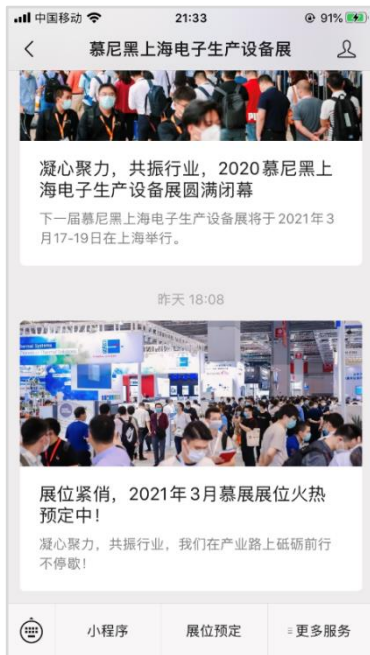 中国移动 21:33 91%
慕尼黑上海电子生产设备展
凝心聚力，共振行业，2020慕尼黑上
海电子生产设备展圆满闭幕
下一届慕尼黑上海电子生产设备展将于2021年3
月17-19日在上海举行。
昨天 18:08
展位紧俏，2021年3月慕展展位火热
预定中！
凝心聚力，共振行业，我们在产业路上砥砺前行
不停歇！
小程序 展位预定 更多服务